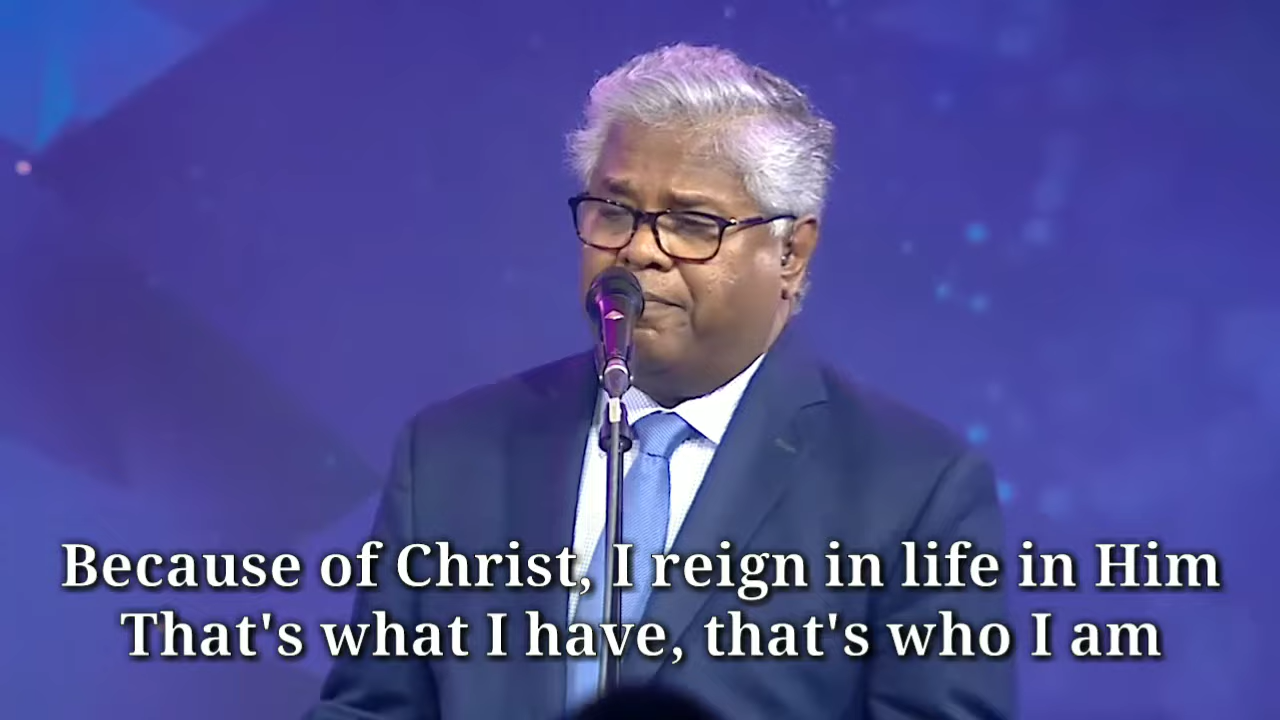 Because of Christ, I reign in life in Him
That's what I have, that's who I am